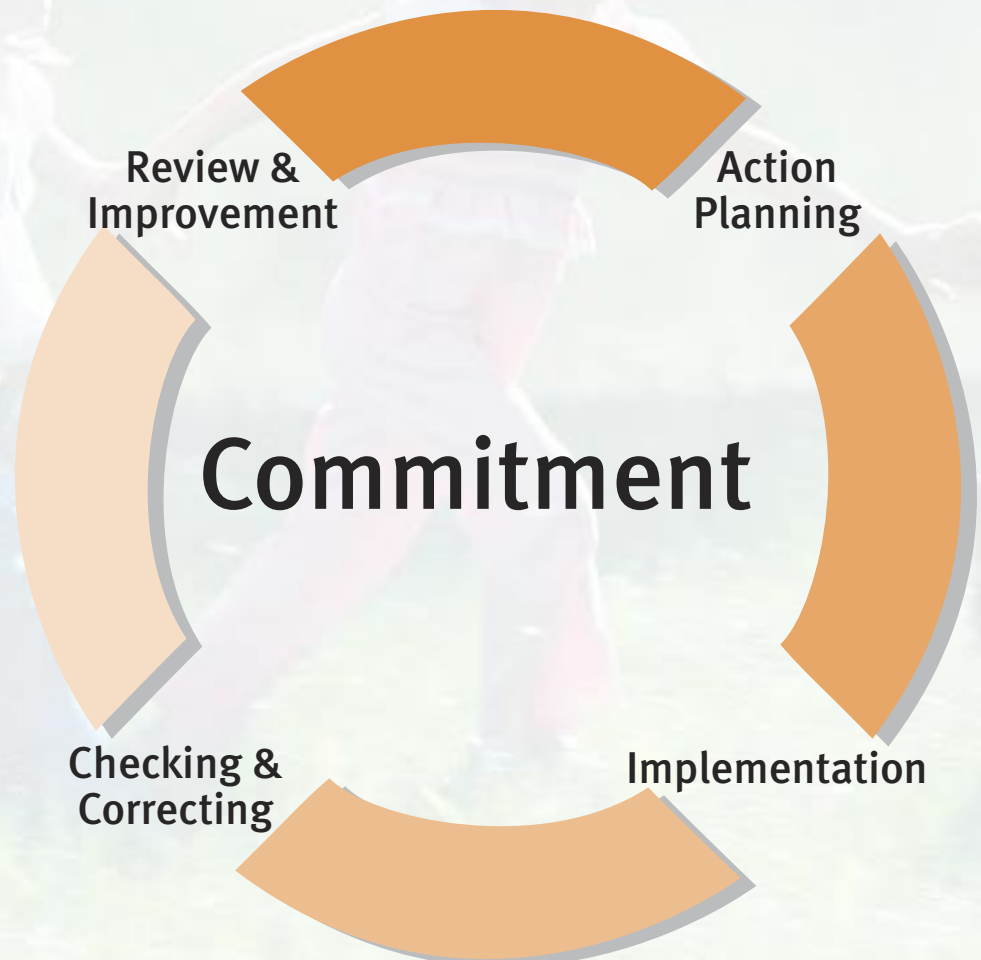 Review &
Improvement
Action
Planning
Commitment
Checking &
Correcting
Implementation